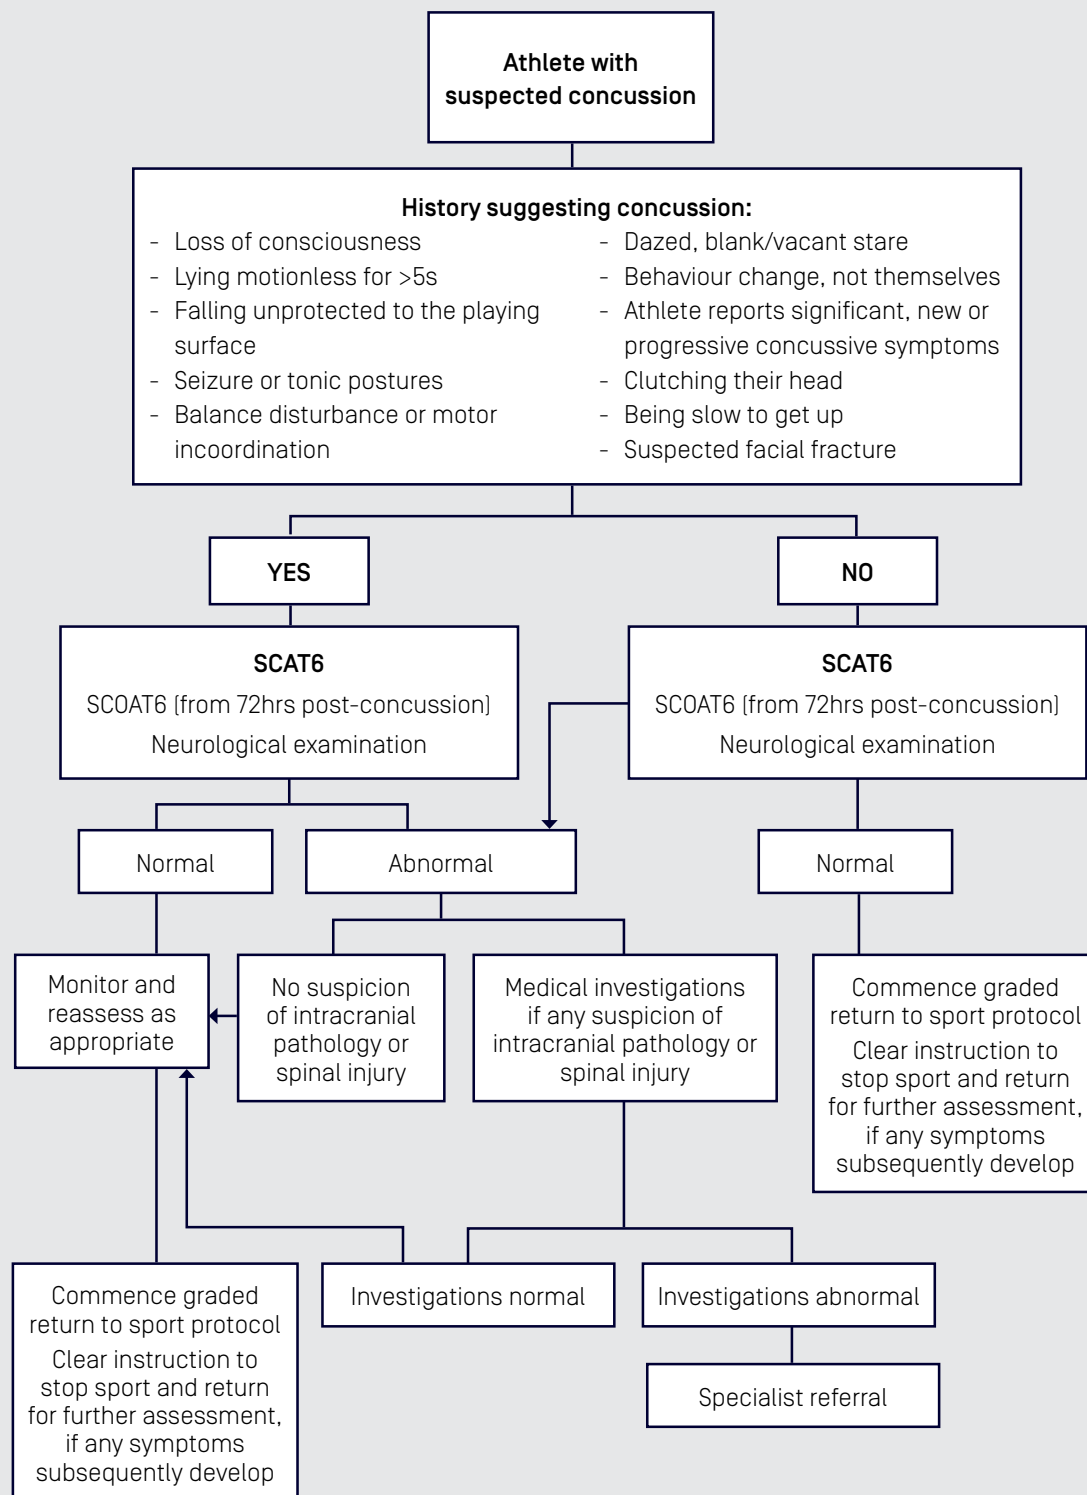 Athlete with
suspected concussion
History suggesting concussion:
- Loss of consciousness
- Lying motionless for >5s
- Falling unprotected to the playing
surface
- Seizure or tonic postures
- Balance disturbance or motor
incoordination
- Dazed, blank/vacant stare
- Behaviour change, not themselves
- Athlete reports significant, new or
progressive concussive symptoms
- Clutching their head
- Being slow to get up
- Suspected facial fracture
YES
NO
SCAT6
SCOAT6 (from 72hrs post-concussion)
Neurological examination
SCAT6
SCOAT6 (from 72hrs post-concussion)
Neurological examination
Normal
Abnormal
Normal
Monitor and
reassess as
appropriate
No suspicion
of intracranial
pathology or
spinal injury
Medical investigations
if any suspicion of
intracranial pathology or
spinal injury
Commence graded
return to sport protocol
Clear instruction to
stop sport and return
for further assessment,
if any symptoms
subsequently develop
Investigations normal
Investigations abnormal
Commence graded
return to sport protocol
Clear instruction to
stop sport and return
for further assessment,
if any symptoms
subsequently develop
Specialist referral